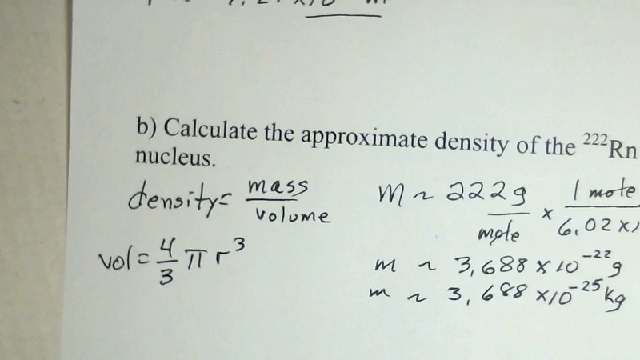 b) Calculate the approximate density of the ²²²Rn
nucleus.
density = mass / volume
vol = 4/3 π r³
m ~ 222 g / mole × 1 mole / 6.02 x
m ~ 3,688 × 10⁻²² g
m ~ 3,688 × 10⁻²⁵ kg